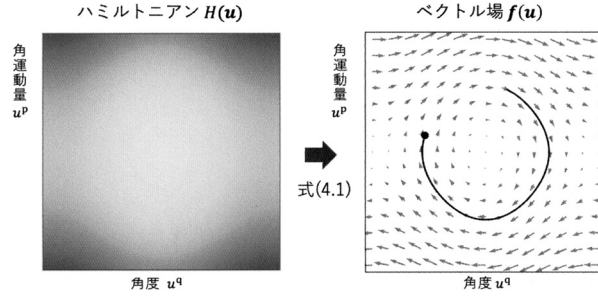 ハミルトニアン H(u)
角運動量 u^p
角度 u^q
式(4.1)
ベクトル場 f(u)
角運動量 u^p
角度 u^q